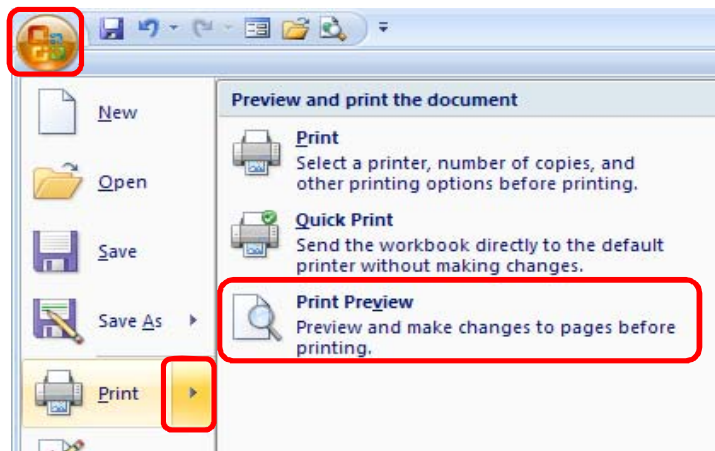 New
Open
Save
Save As
Print
Preview and print the document
Print
Select a printer, number of copies, and
other printing options before printing.
Quick Print
Send the workbook directly to the default
printer without making changes.
Print Preview
Preview and make changes to pages before
printing.